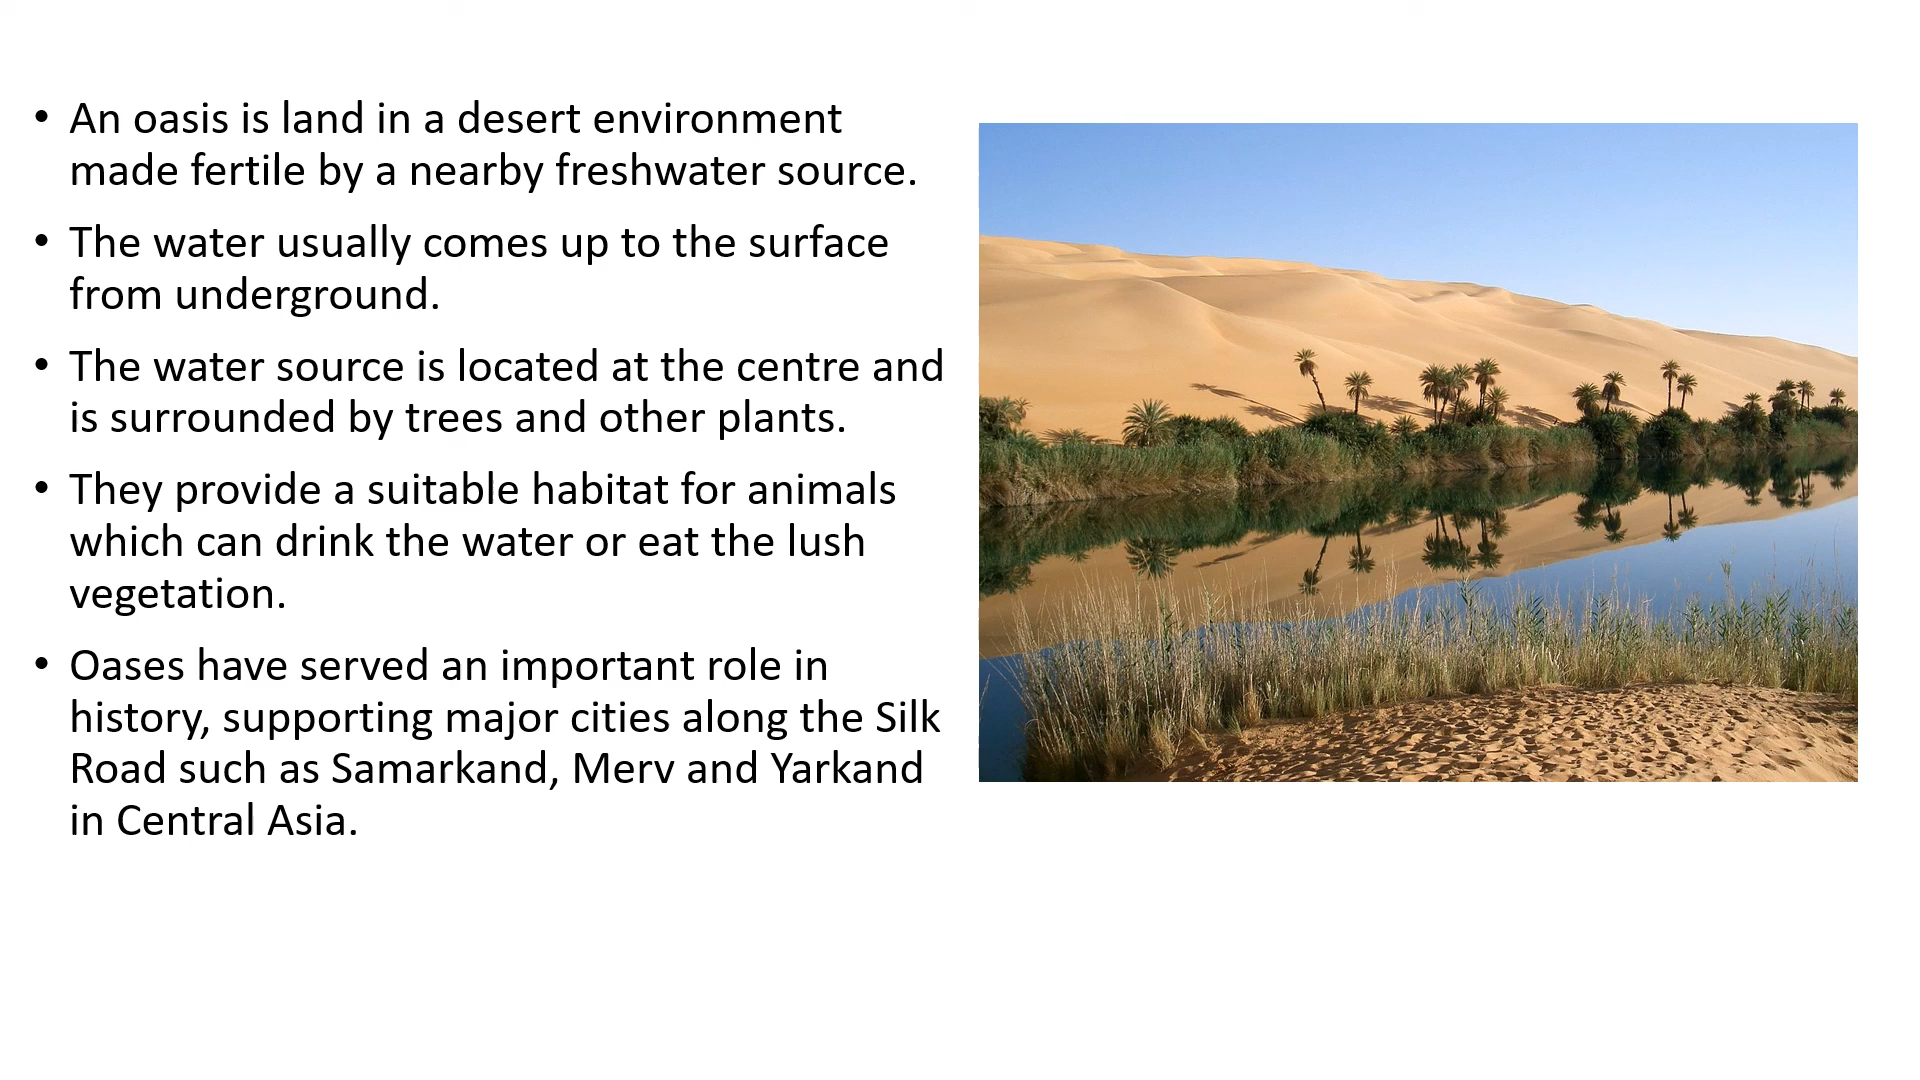 • An oasis is land in a desert environment
made fertile by a nearby freshwater source.
• The water usually comes up to the surface
from underground.
• The water source is located at the centre and
is surrounded by trees and other plants.
• They provide a suitable habitat for animals
which can drink the water or eat the lush
vegetation.
• Oases have served an important role in
history, supporting major cities along the Silk
Road such as Samarkand, Merv and Yarkand
in Central Asia.